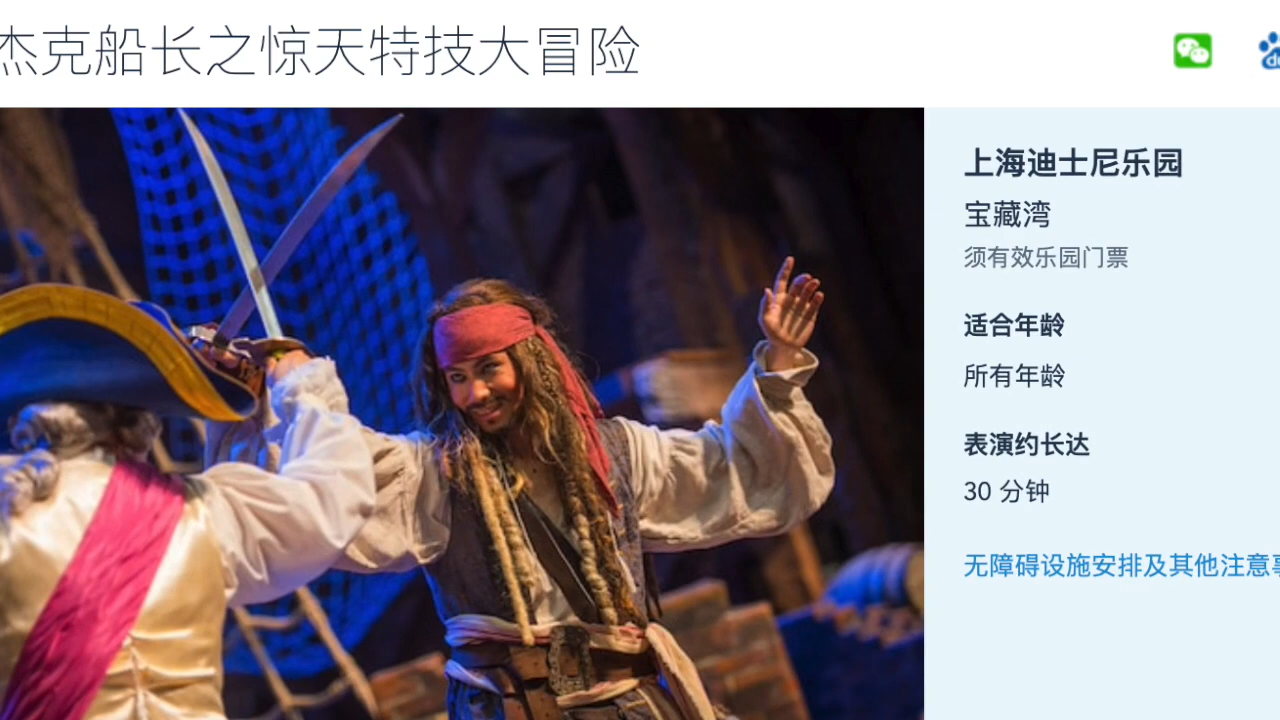 杰克船长之惊天特技大冒险
上海迪士尼乐园
宝藏湾
须有效乐园门票
适合年龄
所有年龄
表演约长达
30 分钟
无障碍设施安排及其他注意事